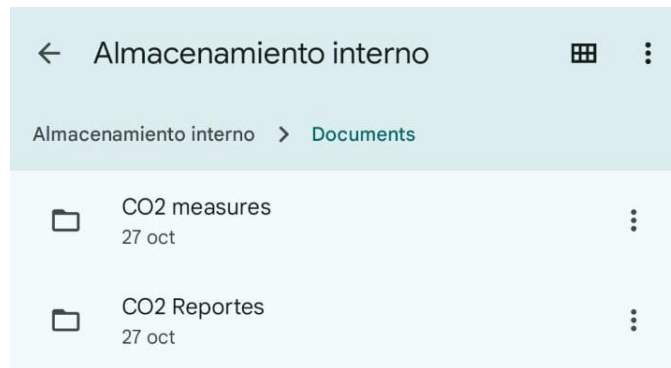 Almacenamiento interno
Almacenamiento interno > Documents
CO2 measures
27 oct
CO2 Reportes
27 oct